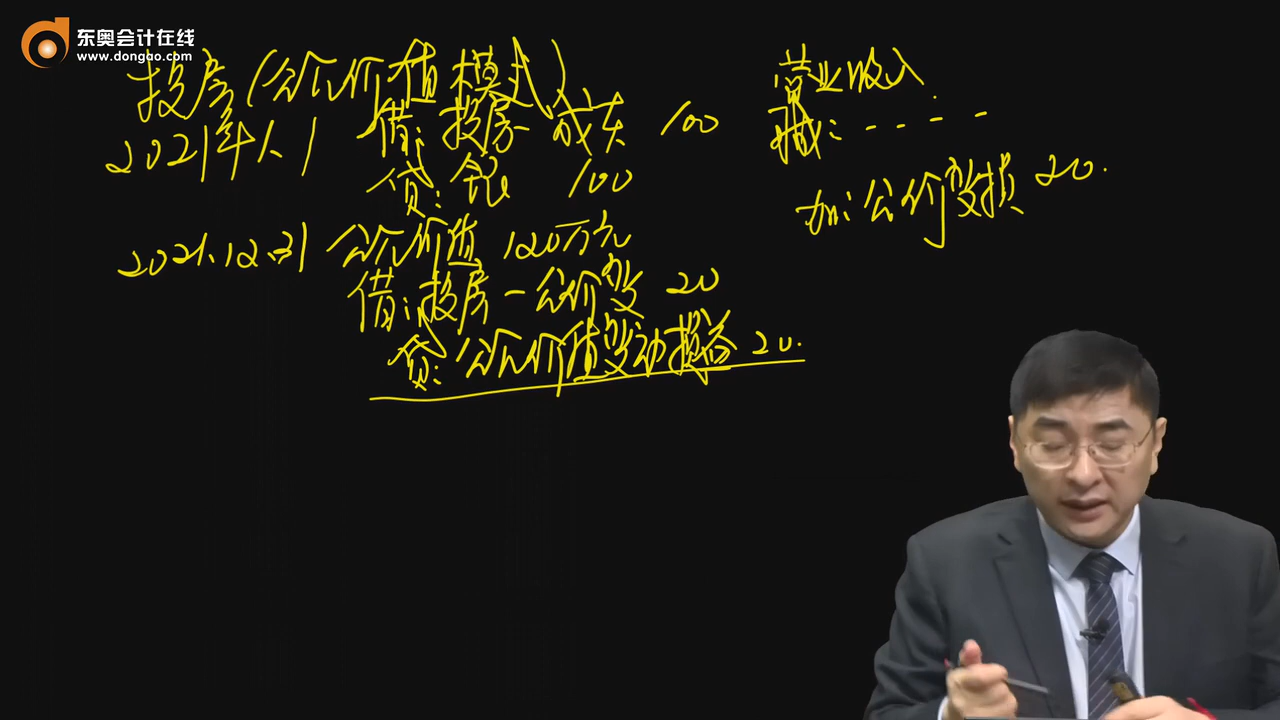 东奥会计在线
www.dongao.com
投房(公允价值模式)
2021年1.1 借:投房-成本 100
贷:银 100
2021.12.31 公允价值 120万元
借:投房-公价变 20
贷:公允价值变动损益 20.
营业收入
减:----
加:公价变损 20.